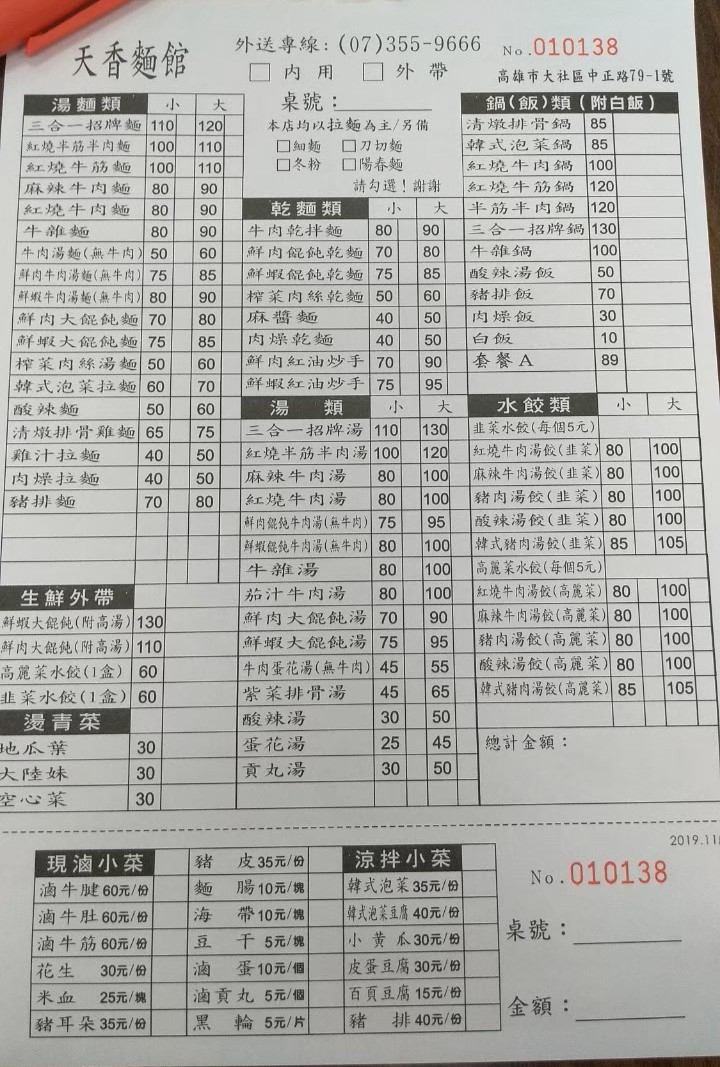 天香麵館
外送專線:(07)355-9666
No.010138
□ 內用 □ 外帶
高雄市大社區中正路79-1號
桌號:
本店均以拉麵為主/另備
□細麵 □刀切麵
□冬粉 □陽春麵
請勾選!謝謝
湯麵類 小 大
三合一招牌麵 110 120
紅燒半筋半肉麵 100 110
紅燒牛筋麵 100 110
麻辣牛肉麵 80 90
紅燒牛肉麵 80 90
牛雜麵 80 90
牛肉湯麵(無牛肉) 50 60
鮮肉牛肉湯麵(無牛肉) 75 85
鮮蝦牛肉湯麵(無牛肉) 80 90
鮮肉大餛飩麵 70 80
鮮蝦大餛飩麵 75 85
榨菜肉絲湯麵 50 60
韓式泡菜拉麵 60 70
酸辣麵 50 60
清燉排骨雞麵 65 75
雞汁拉麵 40 50
肉燥拉麵 40 50
豬排麵 70 80
生鮮外帶
鮮蝦大餛飩(附高湯) 130
鮮肉大餛飩(附高湯) 110
高麗菜水餃(1盒) 60
韭菜水餃(1盒) 60
燙青菜
地瓜葉 30
大陸妹 30
空心菜 30
乾麵類 小 大
牛肉乾拌麵 80 90
鮮肉餛飩乾麵 70 80
鮮蝦餛飩乾麵 75 85
榨菜肉絲乾麵 50 60
麻醬麵 40 50
肉燥乾麵 40 50
鮮肉紅油炒手 70 90
鮮蝦紅油炒手 75 95
湯類 小 大
三合一招牌湯 110 130
紅燒半筋半肉湯 100 120
麻辣牛肉湯 80 100
紅燒牛肉湯 80 100
鮮肉餛飩牛肉湯(無牛肉) 75 95
鮮蝦餛飩牛肉湯(無牛肉) 80 100
牛雜湯 80 100
茄汁牛肉湯 80 100
鮮肉大餛飩湯 70 90
鮮蝦大餛飩湯 75 95
牛肉蛋花湯(無牛肉) 45 55
紫菜排骨湯 45 65
酸辣湯 30 50
蛋花湯 25 45
貢丸湯 30 50
鍋(飯)類(附白飯)
清燉排骨鍋 85
韓式泡菜鍋 85
紅燒牛肉鍋 100
紅燒牛筋鍋 120
半筋半肉鍋 120
三合一招牌鍋 130
牛雜鍋 100
酸辣湯飯 50
豬排飯 70
肉燥飯 30
白飯 10
套餐A 89
水餃類 小 大
韭菜水餃(每個5元)
紅燒牛肉湯餃(韭菜) 80 100
麻辣牛肉湯餃(韭菜) 80 100
豬肉湯餃(韭菜) 80 100
酸辣湯餃(韭菜) 80 100
韓式豬肉湯餃(韭菜) 85 105
高麗菜水餃(每個5元)
紅燒牛肉湯餃(高麗菜) 80 100
麻辣牛肉湯餃(高麗菜) 80 100
豬肉湯餃(高麗菜) 80 100
酸辣湯餃(高麗菜) 80 100
韓式豬肉湯餃(高麗菜) 85 105
總計金額:
現滷小菜
滷牛腱 60元/份
滷牛肚 60元/份
滷牛筋 60元/份
花生 30元/份
米血 25元/塊
豬耳朵 35元/份
豬皮 35元/份
麵腸 10元/塊
海帶 10元/塊
豆干 5元/塊
滷蛋 10元/個
滷貢丸 5元/個
黑輪 5元/片
涼拌小菜
韓式泡菜 35元/份
韓式泡菜豆腐 40元/份
小黃瓜 30元/份
皮蛋豆腐 30元/份
百頁豆腐 15元/份
豬排 40元/份
No.010138
桌號:
金額: